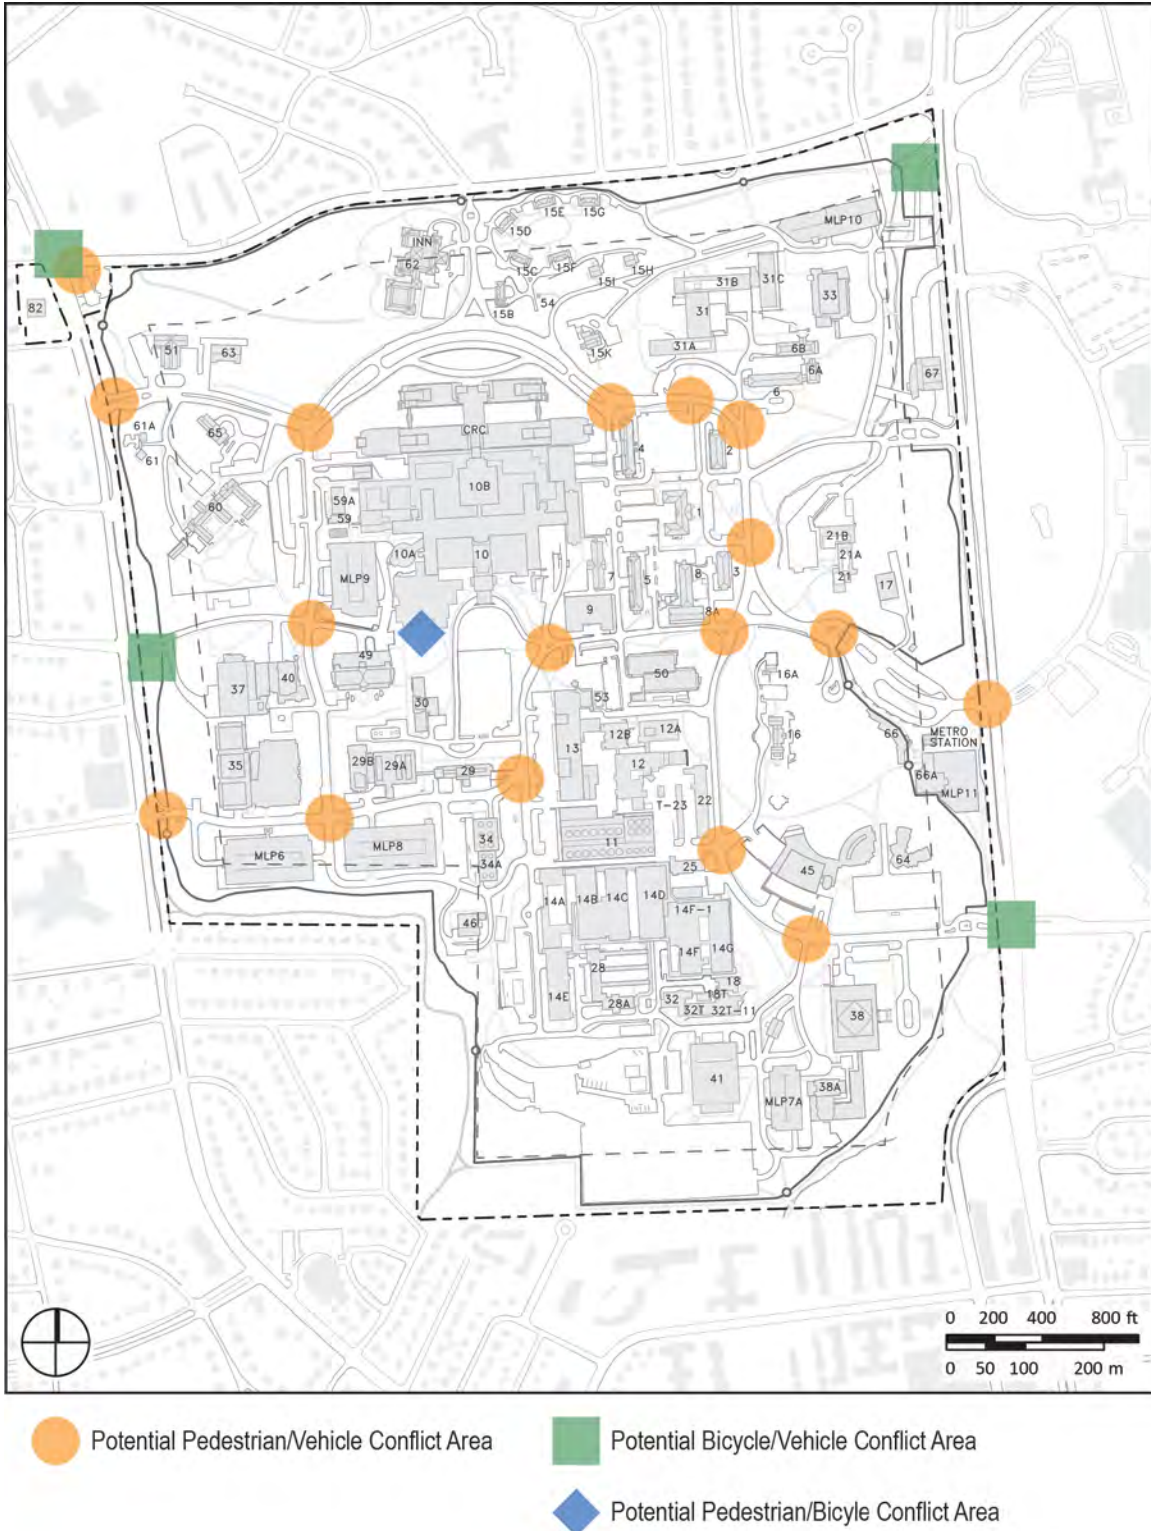 15E 15G
15D
MLP10
INN
62
15C 15F
15I 15H
31B 31C
33
82
54
15B
31
51 63
15K
31A
6B
6A
67
6
61A
65
61
CRC
4
2
10B
59A
60
59
1
21B
10
10A
21A
MLP9
7 5 8 3
21 17
9
8A
49
40
50
37
16A
30
53
METRO
STATION
66
16
12A
12B
13
35
29B 29A
12
29
66A
MLP11
T-23 22
34
11
MLP6 MLP8
34A
25 45 64
14A 14B 14C 14D
14F-1
46
14F 14G
28
18
14E
28A 32 18T
32T 32T-11
38
41
MLP7A 38A
0 200 400 800 ft
0 50 100 200 m
Potential Pedestrian/Vehicle Conflict Area
Potential Bicycle/Vehicle Conflict Area
Potential Pedestrian/Bicyle Conflict Area